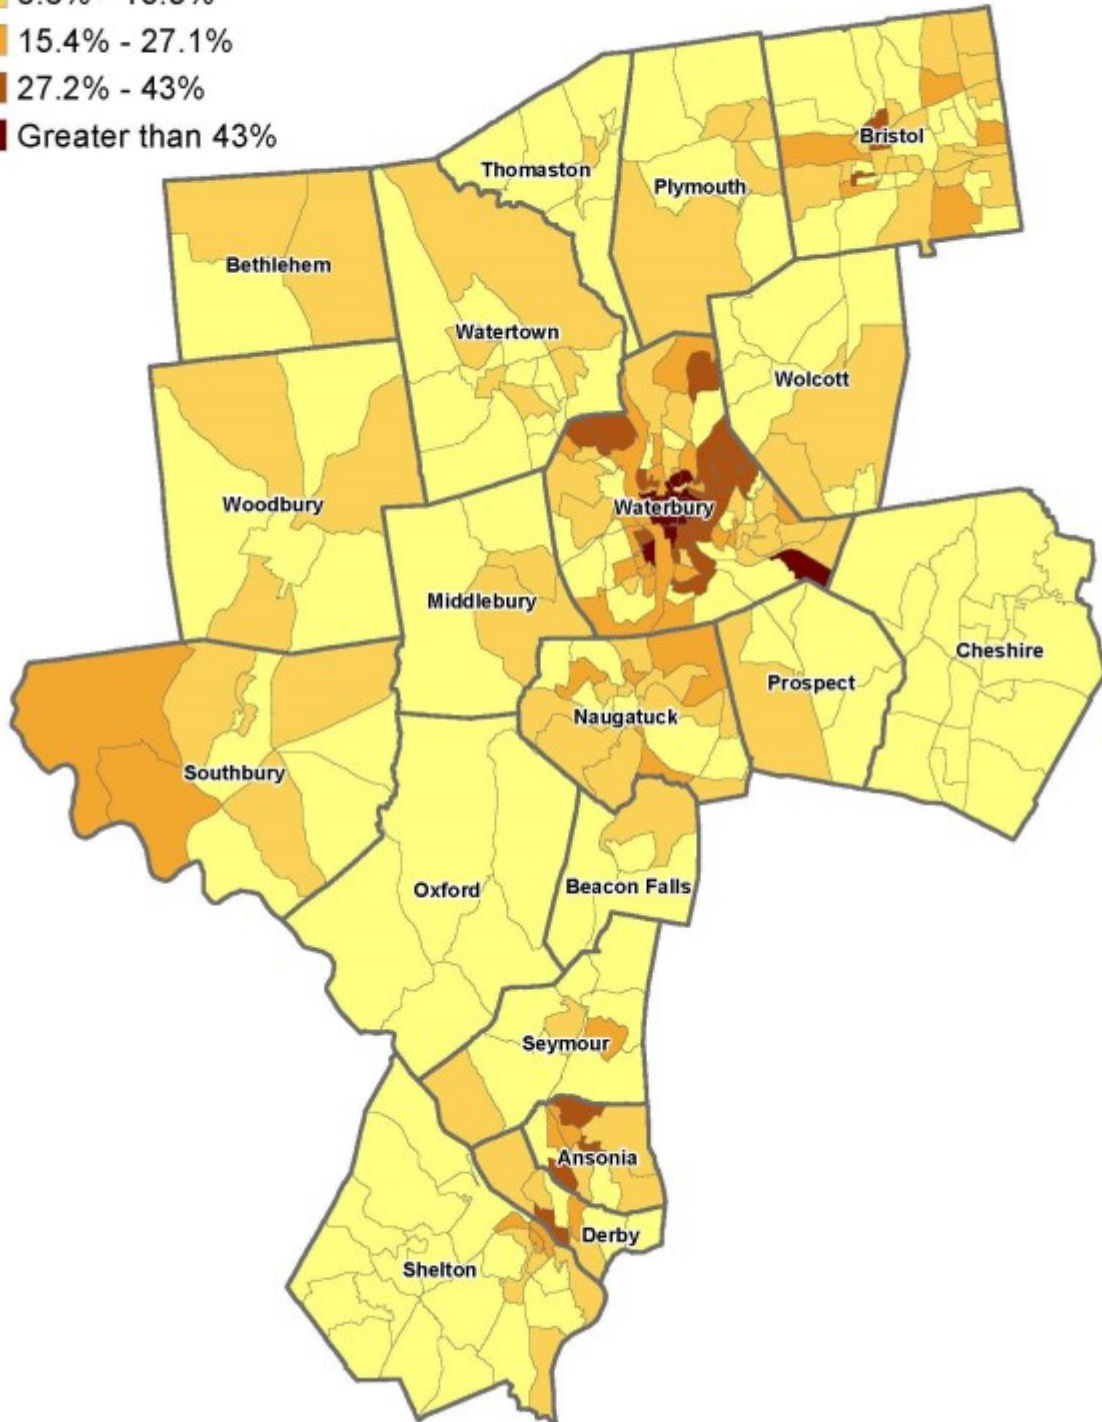 15.4% - 27.1%
27.2% - 43%
Greater than 43%
Bristol
Thomaston
Plymouth
Bethlehem
Watertown
Wolcott
Woodbury
Waterbury
Middlebury
Cheshire
Prospect
Naugatuck
Southbury
Oxford
Beacon Falls
Seymour
Ansonia
Derby
Shelton